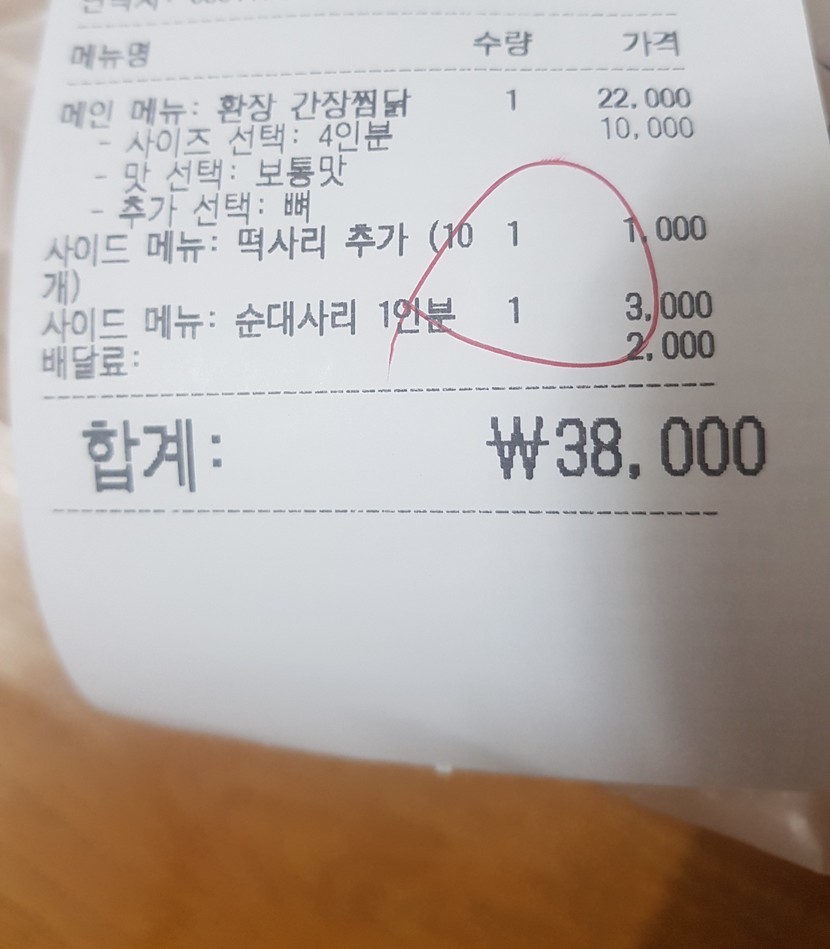 메뉴명 수량 가격
메인 메뉴: 환장 간장찜닭 1 22,000
- 사이즈 선택: 4인분 10,000
- 맛 선택: 보통맛
- 추가 선택: 뼈
사이드 메뉴: 떡사리 추가 (10 1 1,000
개)
사이드 메뉴: 순대사리 1인분 1 3,000
배달료: 2,000
합계: ₩38,000